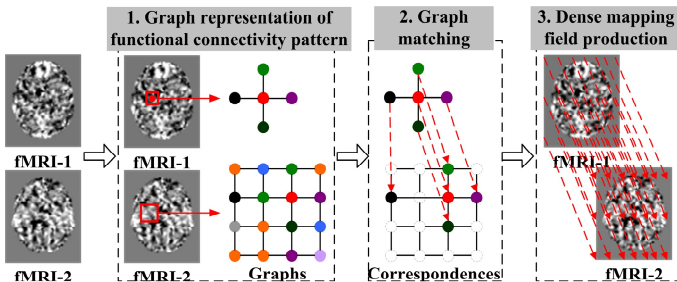 1. Graph representation of
functional connectivity pattern
2. Graph
matching
3. Dense mapping
field production
fMRI-1
fMRI-2
fMRI-1
fMRI-2
Graphs
Correspondences
fMRI-1
fMRI-2